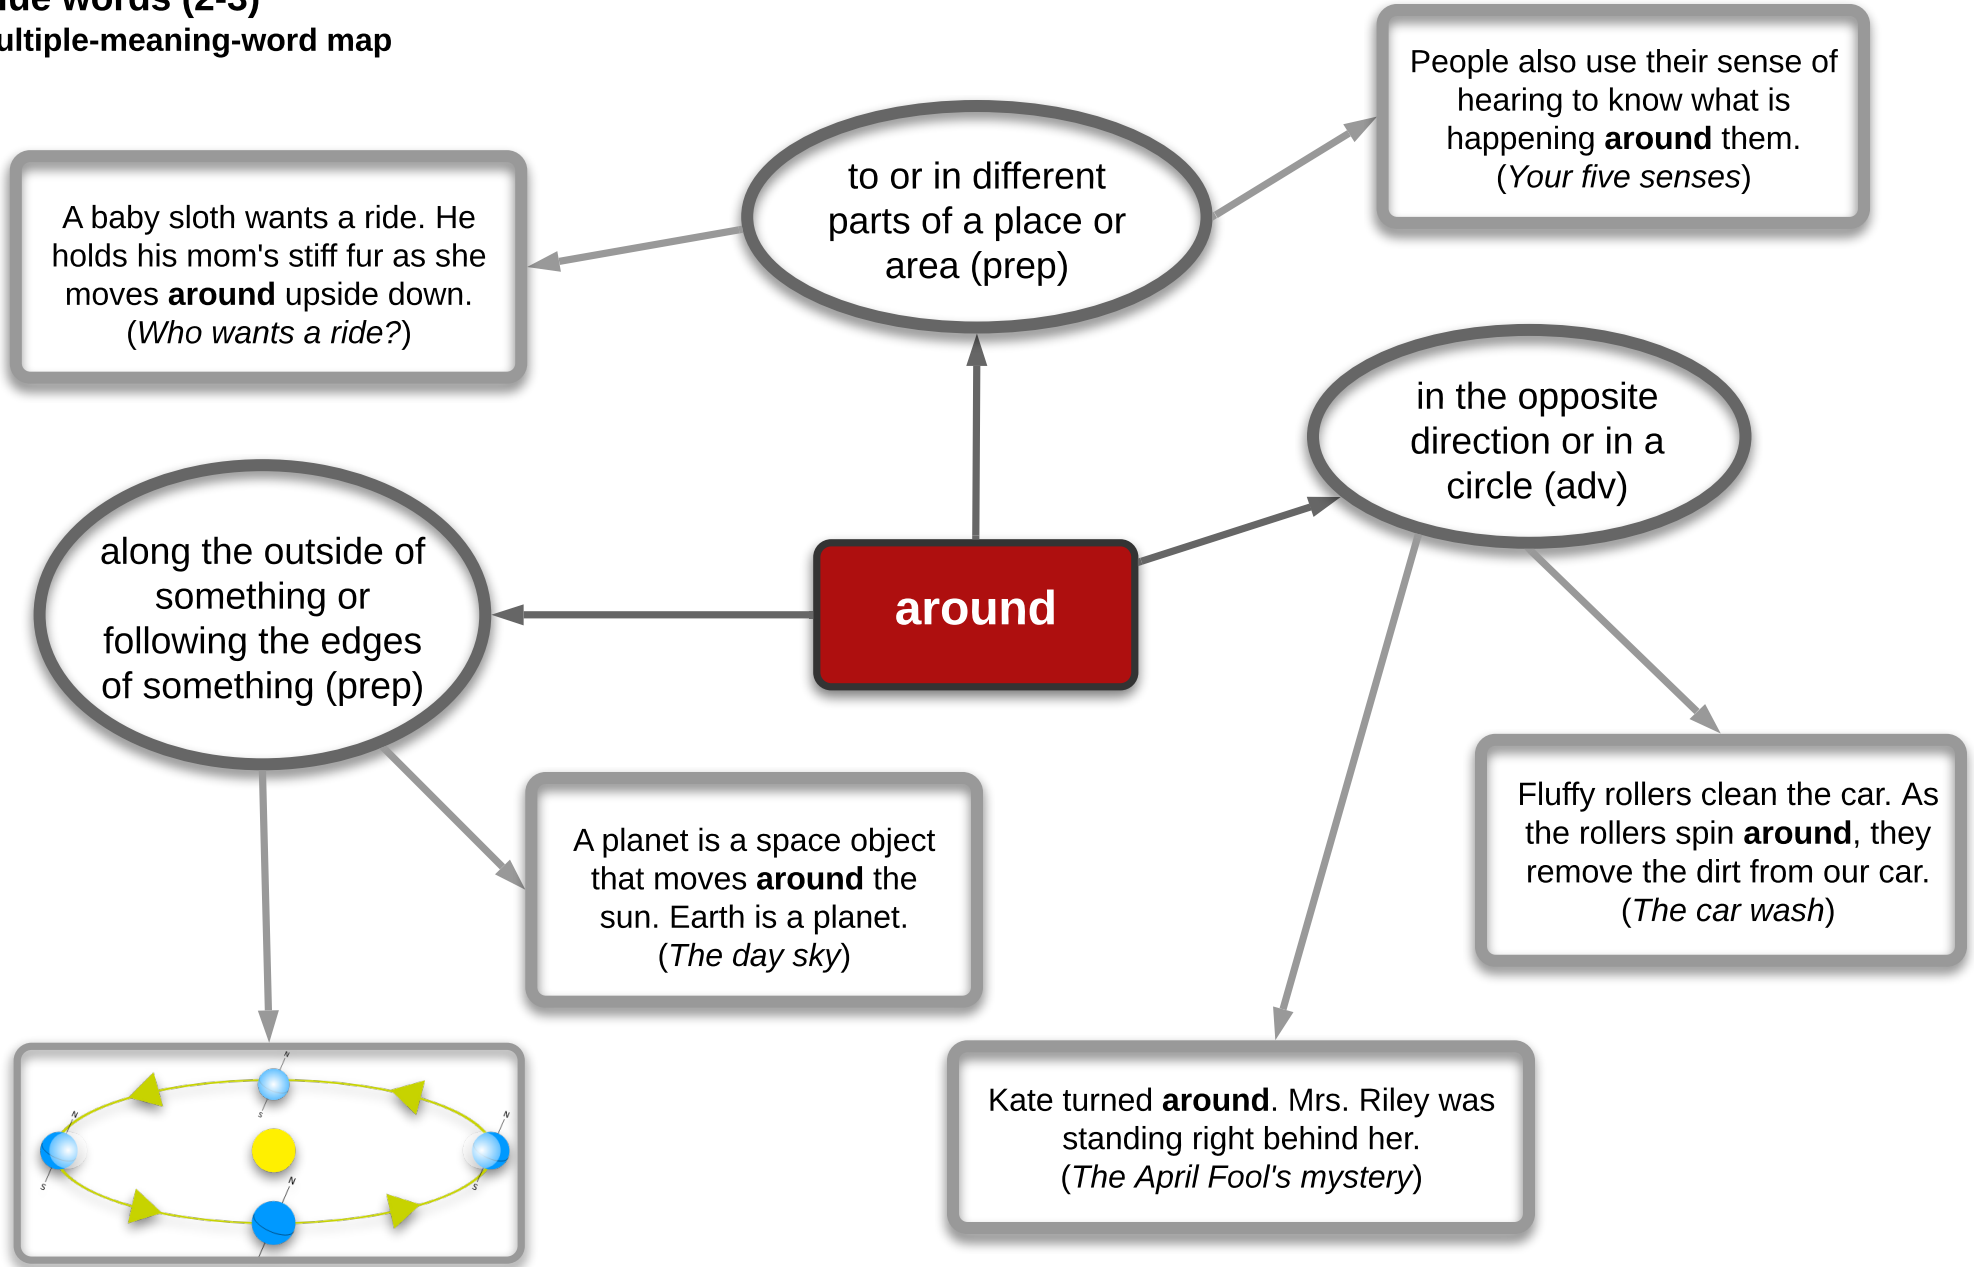 words (2-3)
multiple-meaning-word map
People also use their sense of
hearing to know what is
happening around them.
(Your five senses)
to or in different
parts of a place or
area (prep)
A baby sloth wants a ride. He
holds his mom's stiff fur as she
moves around upside down.
(Who wants a ride?)
in the opposite
direction or in a
circle (adv)
along the outside of
something or
following the edges
of something (prep)
around
Fluffy rollers clean the car. As
the rollers spin around, they
remove the dirt from our car.
(The car wash)
A planet is a space object
that moves around the
sun. Earth is a planet.
(The day sky)
Kate turned around. Mrs. Riley was
standing right behind her.
(The April Fool's mystery)
N
S
N
S
N
S
N